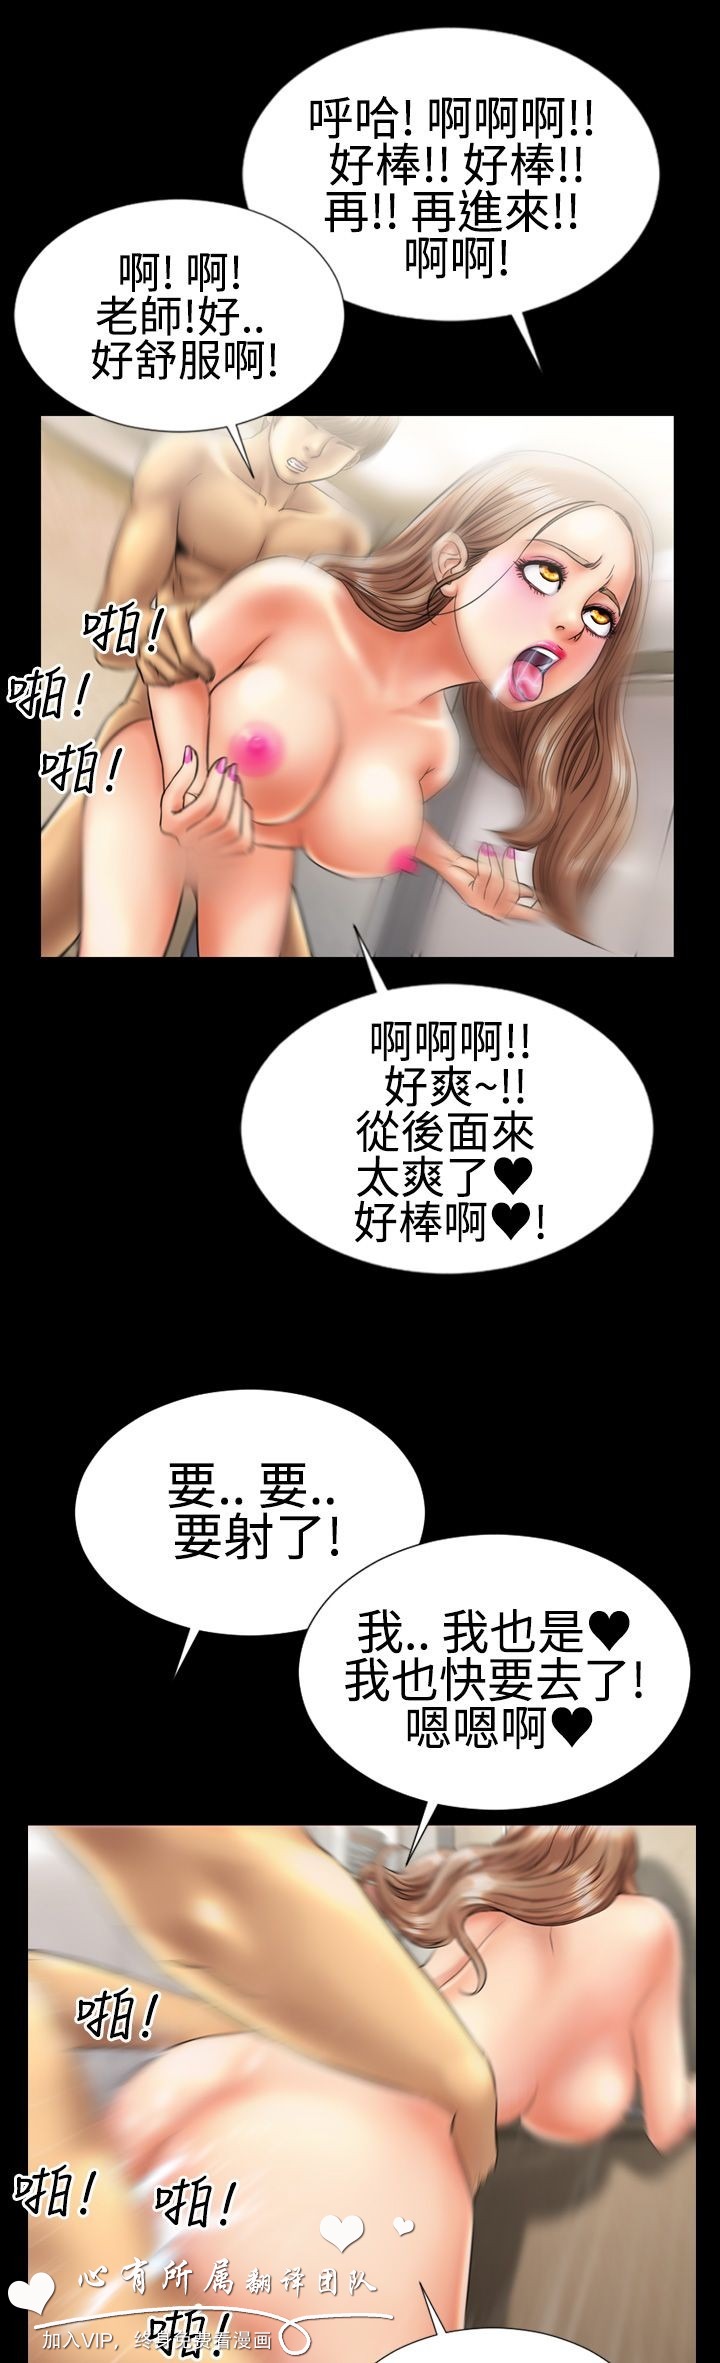 呼哈! 啊啊啊!!
好棒!! 好棒!!
再!! 再進來!!
啊啊!
啊! 啊!
老師!好..
好舒服啊!
啪!
啪!
啪!
啊啊啊!!
好爽~!!
從後面來
太爽了♥
好棒啊♥!
要.. 要..
要射了!
我.. 我也是♥
我也快要去了!
嗯嗯啊♥
啪!
啪!
啪!
心有所属翻译团队
啪!
加入VIP，终身免费看漫画